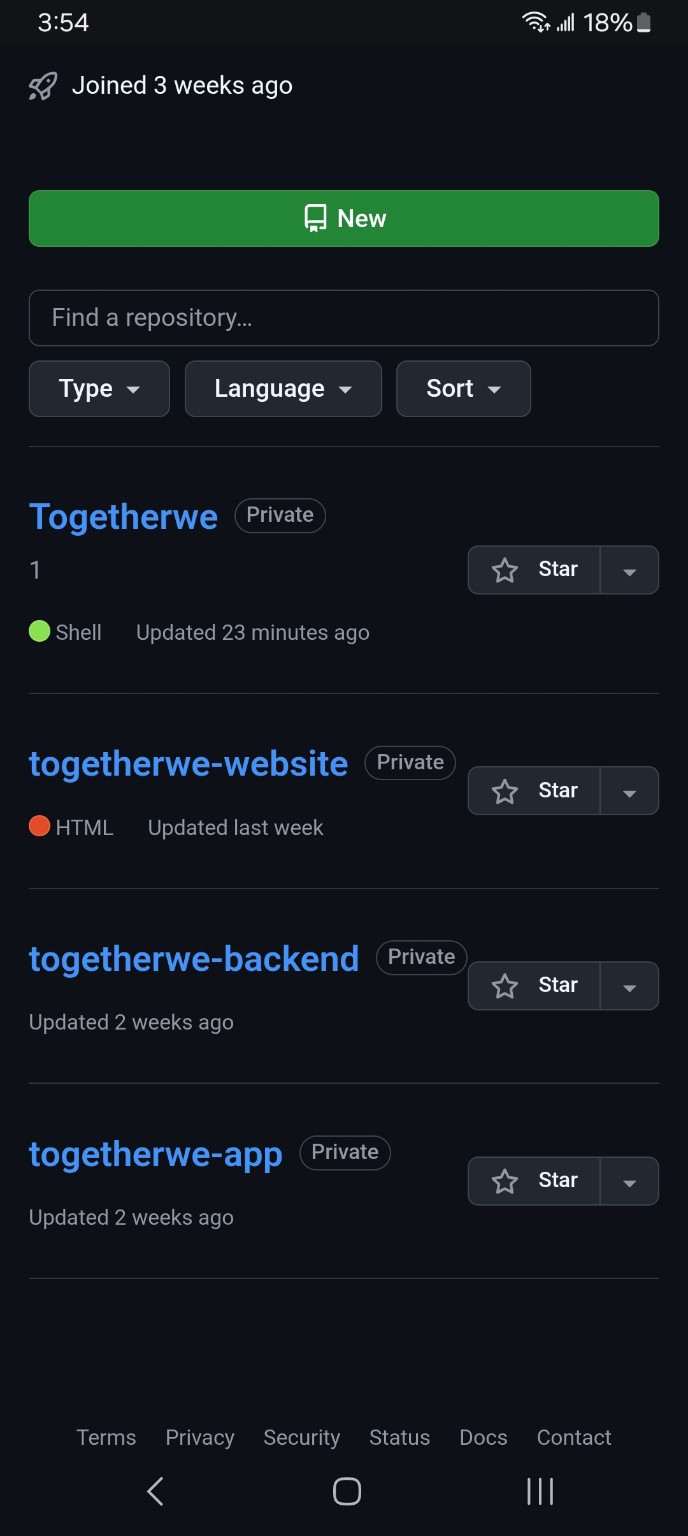 3:54 18%
Joined 3 weeks ago
New
Find a repository...
Type Language Sort
Togetherwe Private
1 Star
Shell Updated 23 minutes ago
togetherwe-website Private
Star
HTML Updated last week
togetherwe-backend Private
Star
Updated 2 weeks ago
togetherwe-app Private
Star
Updated 2 weeks ago
Terms Privacy Security Status Docs Contact